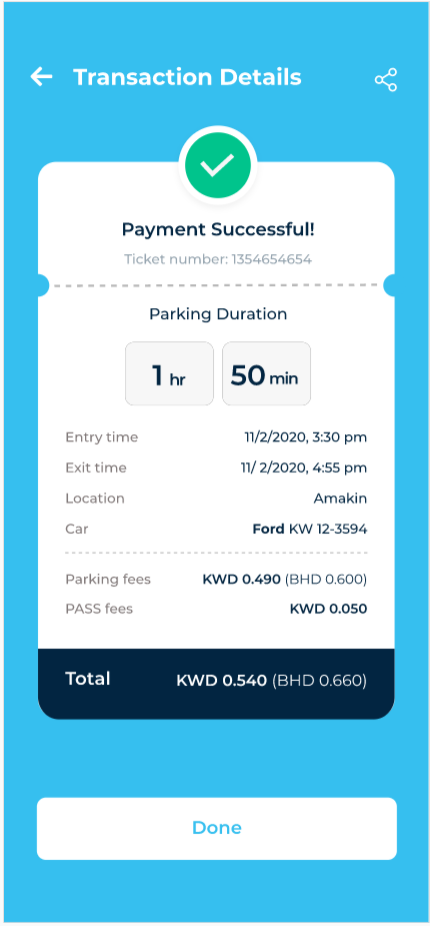 Transaction Details
Payment Successful!
Ticket number: 1354654654
Parking Duration
1 hr 50 min
Entry time 11/2/2020, 3:30 pm
Exit time 11/ 2/2020, 4:55 pm
Location Amakin
Car Ford KW 12-3594
Parking fees KWD 0.490 (BHD 0.600)
PASS fees KWD 0.050
Total KWD 0.540 (BHD 0.660)
Done